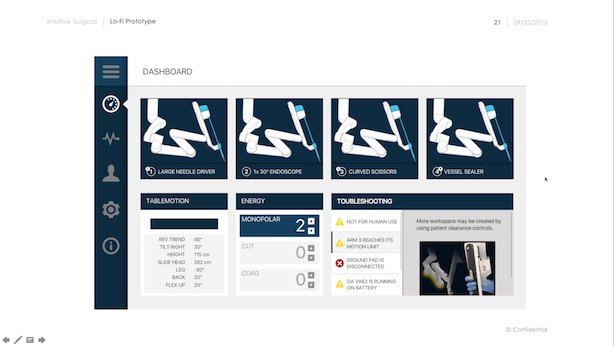 Intuitive Surgical
Lo-Fi Prototype
21
09/23/2016
DASHBOARD
1 LARGE NEEDLE DRIVER
2 1x 30° ENDOSCOPE
3 CURVED SCISSORS
4 VESSEL SEALER
TABLEMOTION
REV TREND 45°
TILT RIGHT 30°
HEIGHT 115 cm
SLIDE HEAD 282 cm
LEG -30°
BACK 20°
FLEX UP 20°
ENERGY
MONOPOLAR
2
CUT
0
COAG
0
TOUBLESHOOTING
NOT FOR HUMAN USE
ARM 3 REACHES ITS
MOTION LIMIT
GROUND PAD IS
DISCONNECTED
DA VINCI IS RUNNING
ON BATTERY
More workspace may be created by
using patient clearance controls.
ISI Confidential